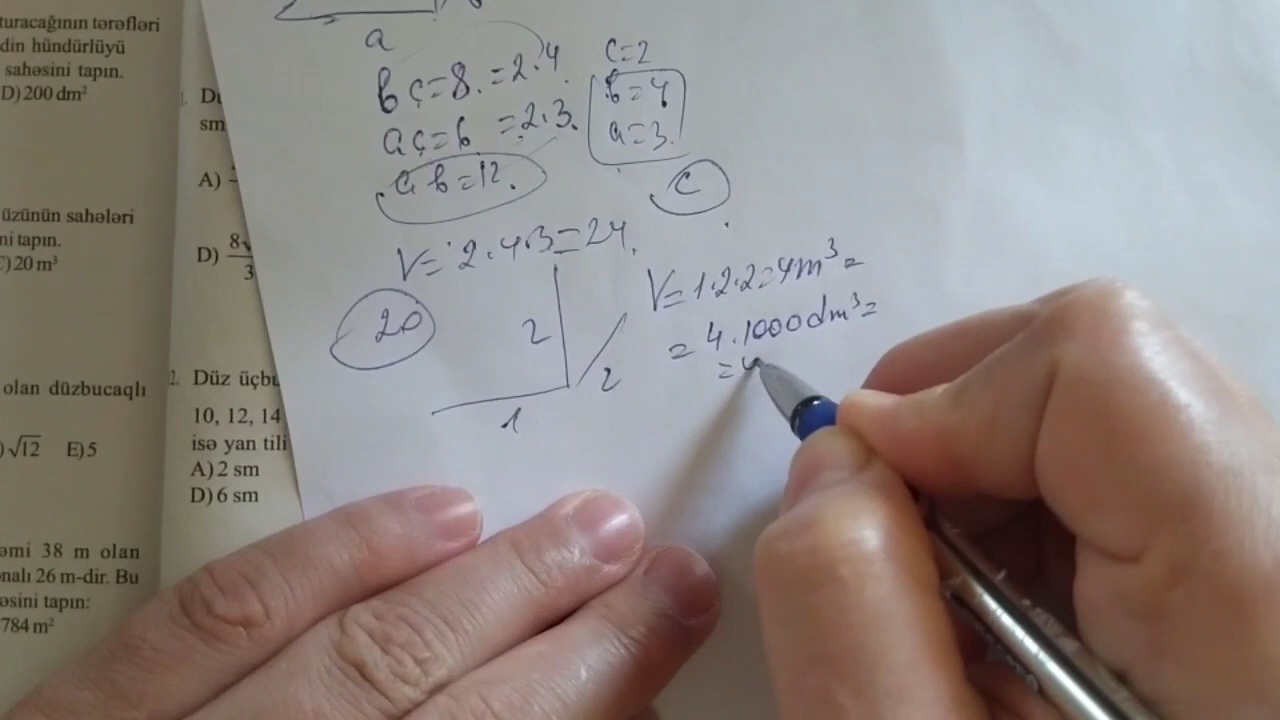 turacağının tərəfləri
din hündürlüyü
sahəsini tapın.
D) 200 dm²
üzünün sahələri
ni tapın.
C) 20 m³
olan düzbucaqlı
) √12 E) 5
əmi 38 m olan
nalı 26 m-dir. Bu
əsini tapın:
784 m²
sm
A)
D) 8√
3
2. Düz üçbu
10, 12, 14
isə yan tili
A) 2 sm
D) 6 sm
a
bc=8.=2·4
ac=6 =2·3.
ab=12.
c=2
b=4
a=3.
C
V=2·4·3=24.
20
2
2
1
V=1·2·2=4m³=
=4·1000dm³=
=4